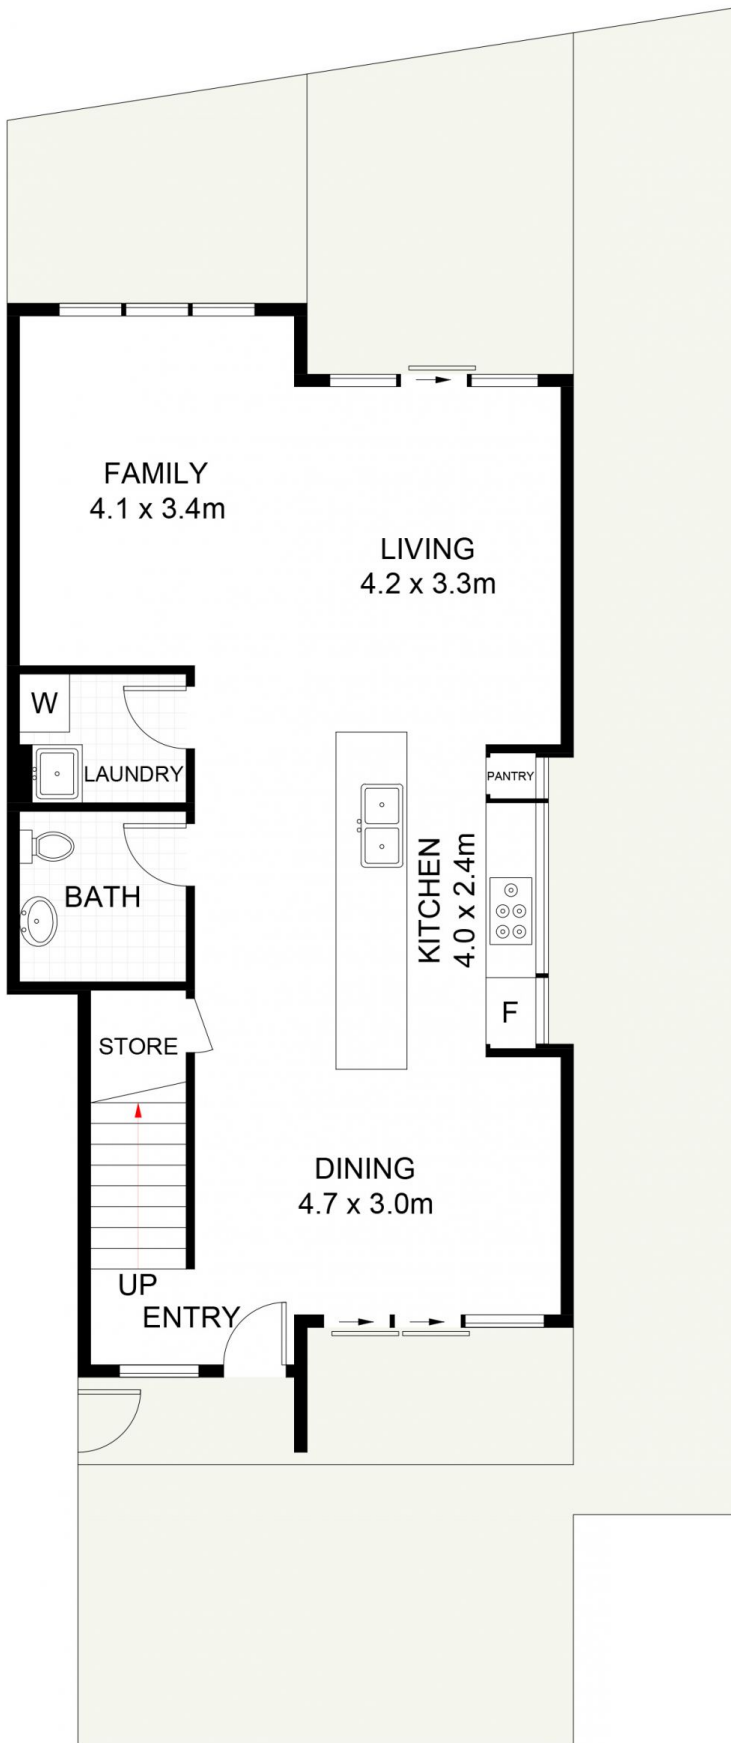 FAMILY
4.1 x 3.4m
LIVING
4.2 x 3.3m
W
LAUNDRY
PANTRY
BATH
KITCHEN
4.0 x 2.4m
F
STORE
DINING
4.7 x 3.0m
UP
ENTRY